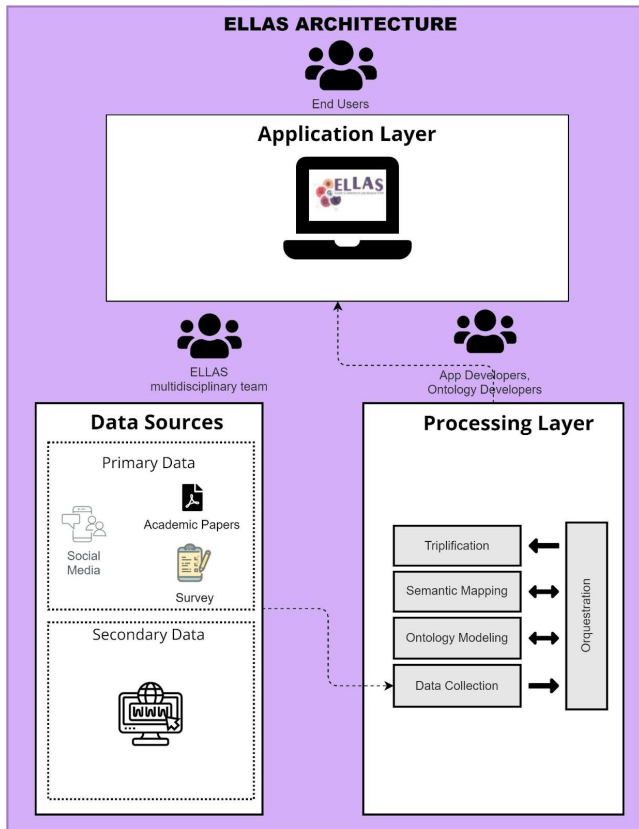 ELLAS ARCHITECTURE
End Users
Application Layer
ELLAS
ELLAS
multidisciplinary team
App Developers,
Ontology Developers
Data Sources
Primary Data
Social
Media
Academic Papers
Survey
Secondary Data
WWW
Processing Layer
Triplification
Semantic Mapping
Ontology Modeling
Data Collection
Orquestration